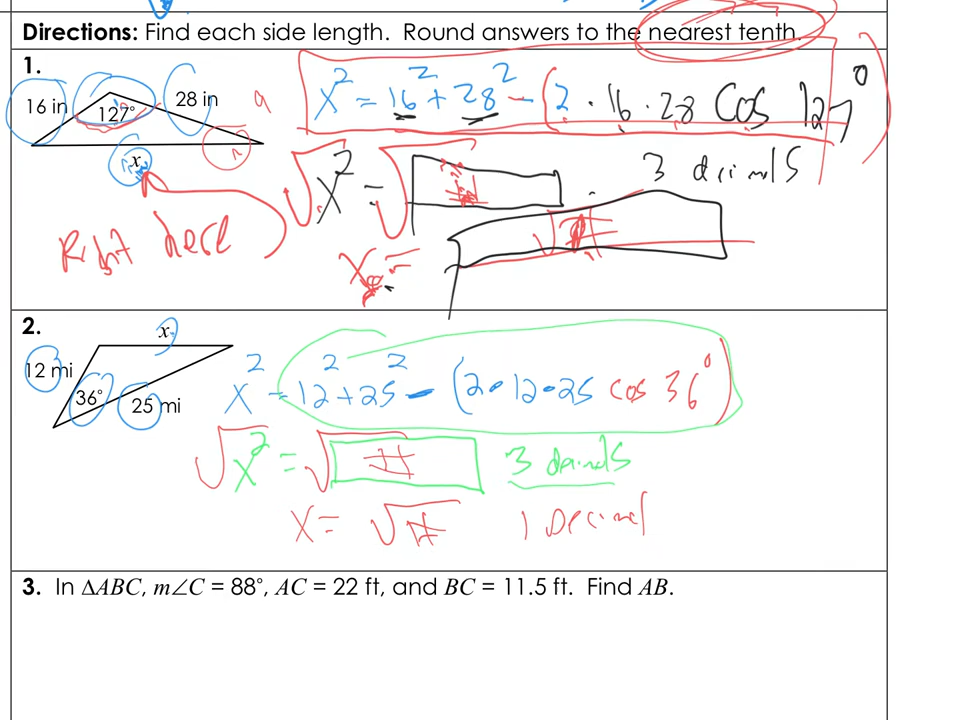 Directions: Find each side length. Round answers to the nearest tenth.
1.
16 in
127°
28 in
x
x² = 16² + 28² - (2 · 16 · 28 Cos 127°
√x² = √
3 decimals
Right here
x =
2.
x
12 mi
36°
25 mi
x² = 12² + 25² - (2 · 12 · 25 cos 36°)
√x² = √#
3 decimals
x = √#
1 Decimal
3. In ΔABC, m∠C = 88°, AC = 22 ft, and BC = 11.5 ft. Find AB.